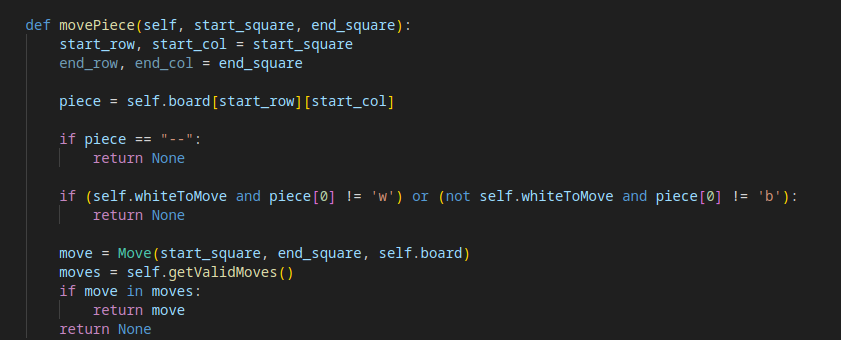 def movePiece(self, start_square, end_square):
    start_row, start_col = start_square
    end_row, end_col = end_square
    piece = self.board[start_row][start_col]
    if piece == "--":
        return None
    if (self.whiteToMove and piece[0] != 'w') or (not self.whiteToMove and piece[0] != 'b'):
        return None
    move = Move(start_square, end_square, self.board)
    moves = self.getValidMoves()
    if move in moves:
        return move
    return None